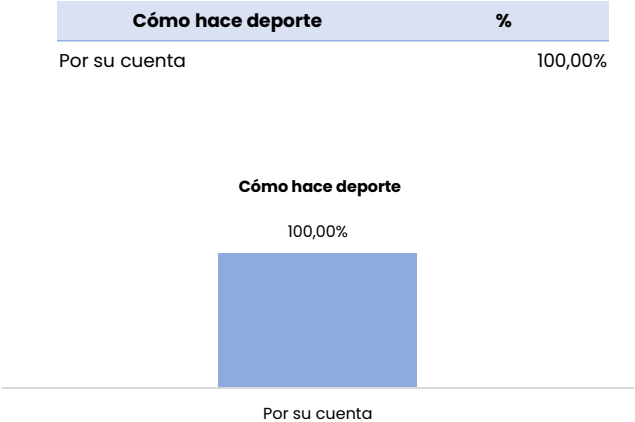 Cómo hace deporte %
Por su cuenta 100,00%
Cómo hace deporte
100,00%
Por su cuenta